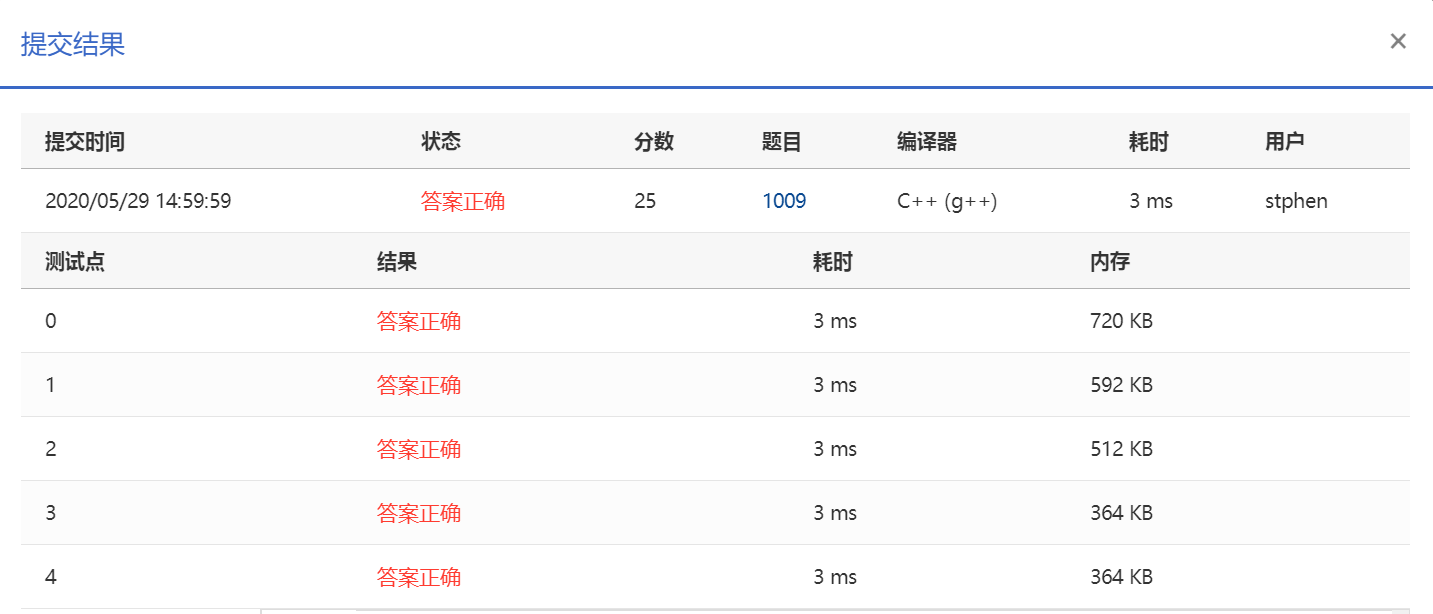 提交结果 ×
提交时间 状态 分数 题目 编译器 耗时 用户
2020/05/29 14:59:59 答案正确 25 1009 C++ (g++) 3 ms stphen
测试点 结果 耗时 内存
0 答案正确 3 ms 720 KB
1 答案正确 3 ms 592 KB
2 答案正确 3 ms 512 KB
3 答案正确 3 ms 364 KB
4 答案正确 3 ms 364 KB